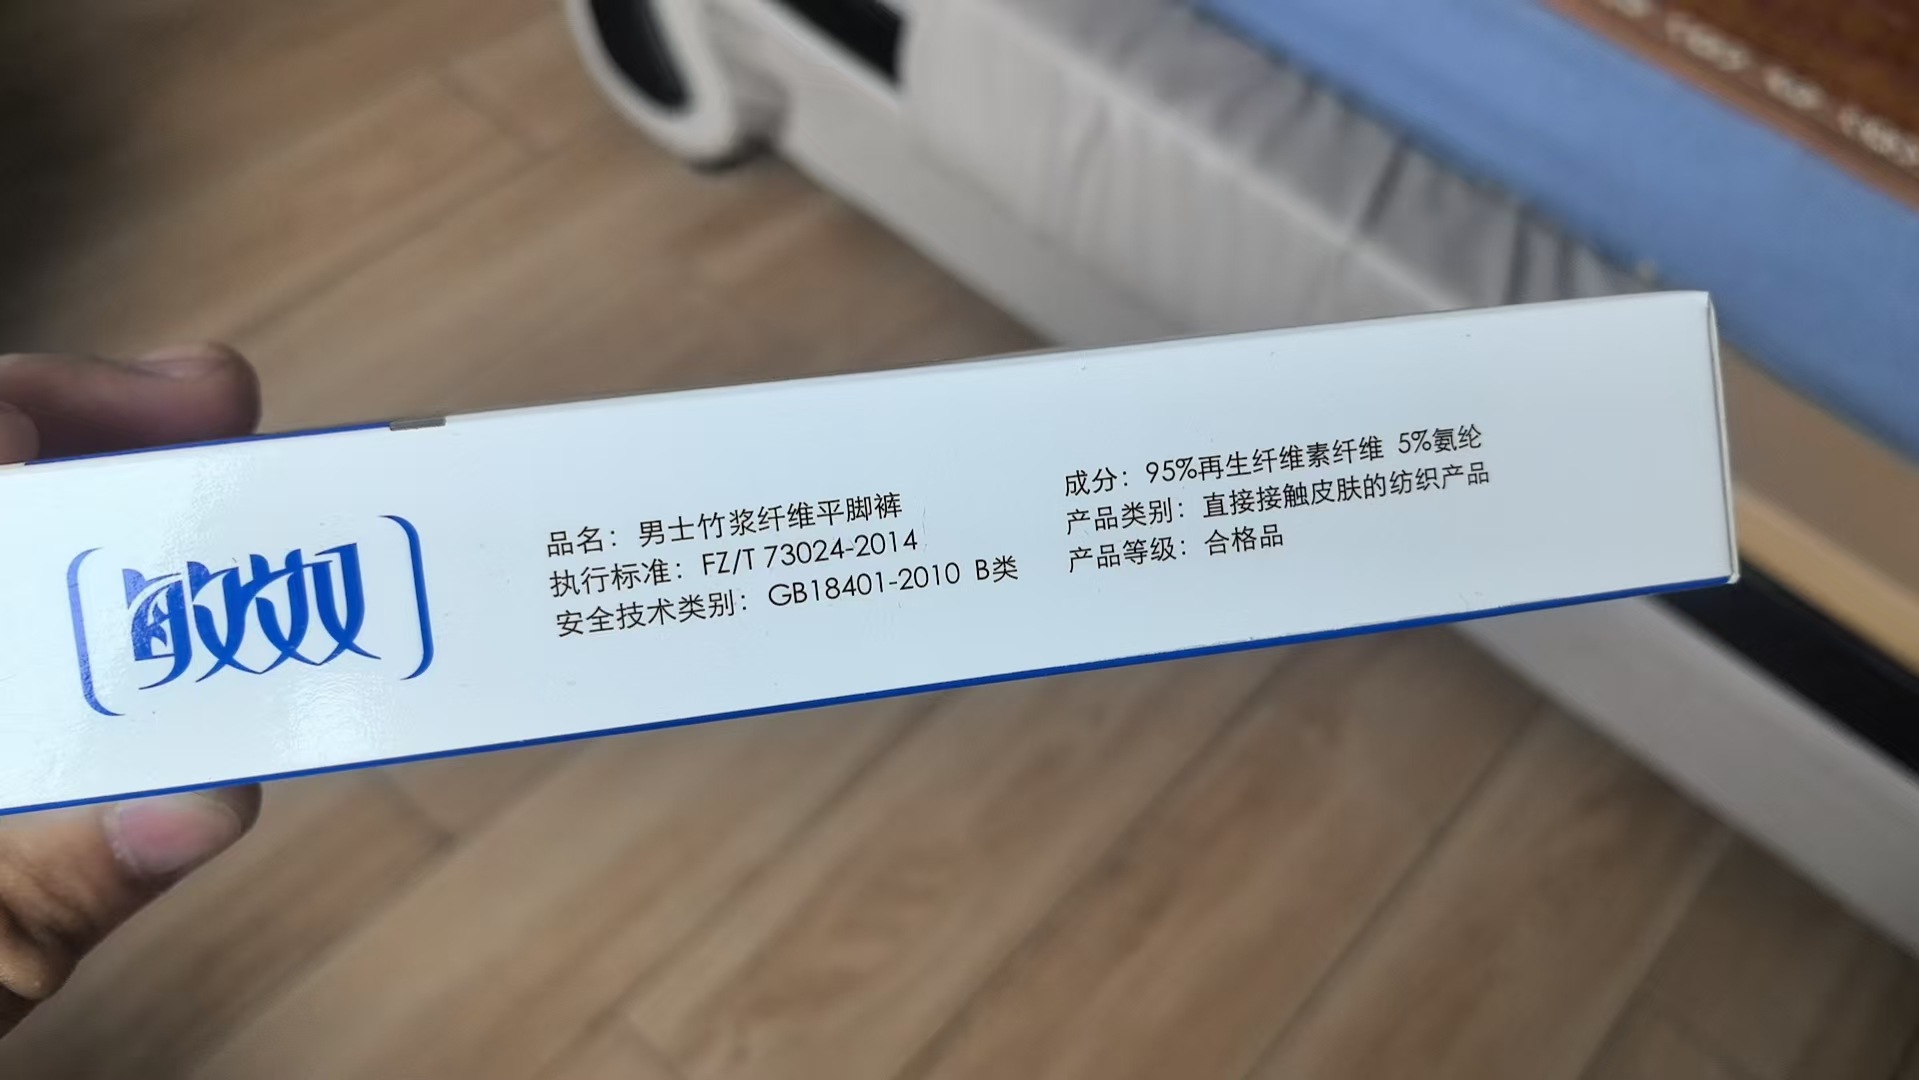 品名：男士竹浆纤维平脚裤
执行标准：FZ/T 73024-2014
安全技术类别：GB18401-2010 B类
成分：95%再生纤维素纤维 5%氨纶
产品类别：直接接触皮肤的纺织产品
产品等级：合格品